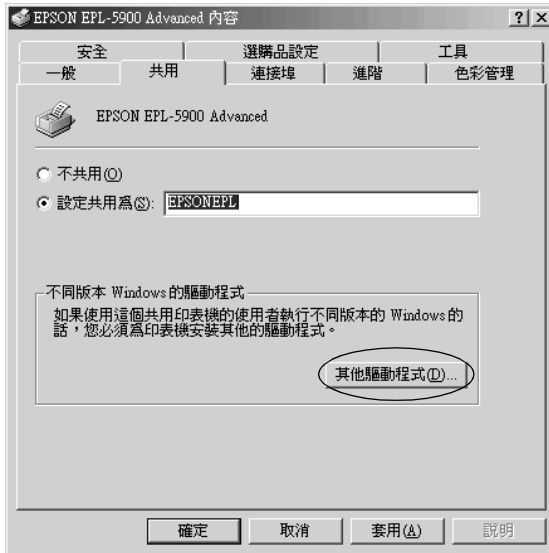 EPSON EPL-5900 Advanced 內容
安全 選購品設定 工具
一般 共用 連接埠 進階 色彩管理
EPSON EPL-5900 Advanced
不共用(O)
設定共用為(S): EPSONEPL
不同版本 Windows 的驅動程式
如果使用這個共用印表機的使用者執行不同版本的 Windows 的
話，您必須為印表機安裝其他的驅動程式。
其他驅動程式(D)...
確定 取消 套用(A) 說明